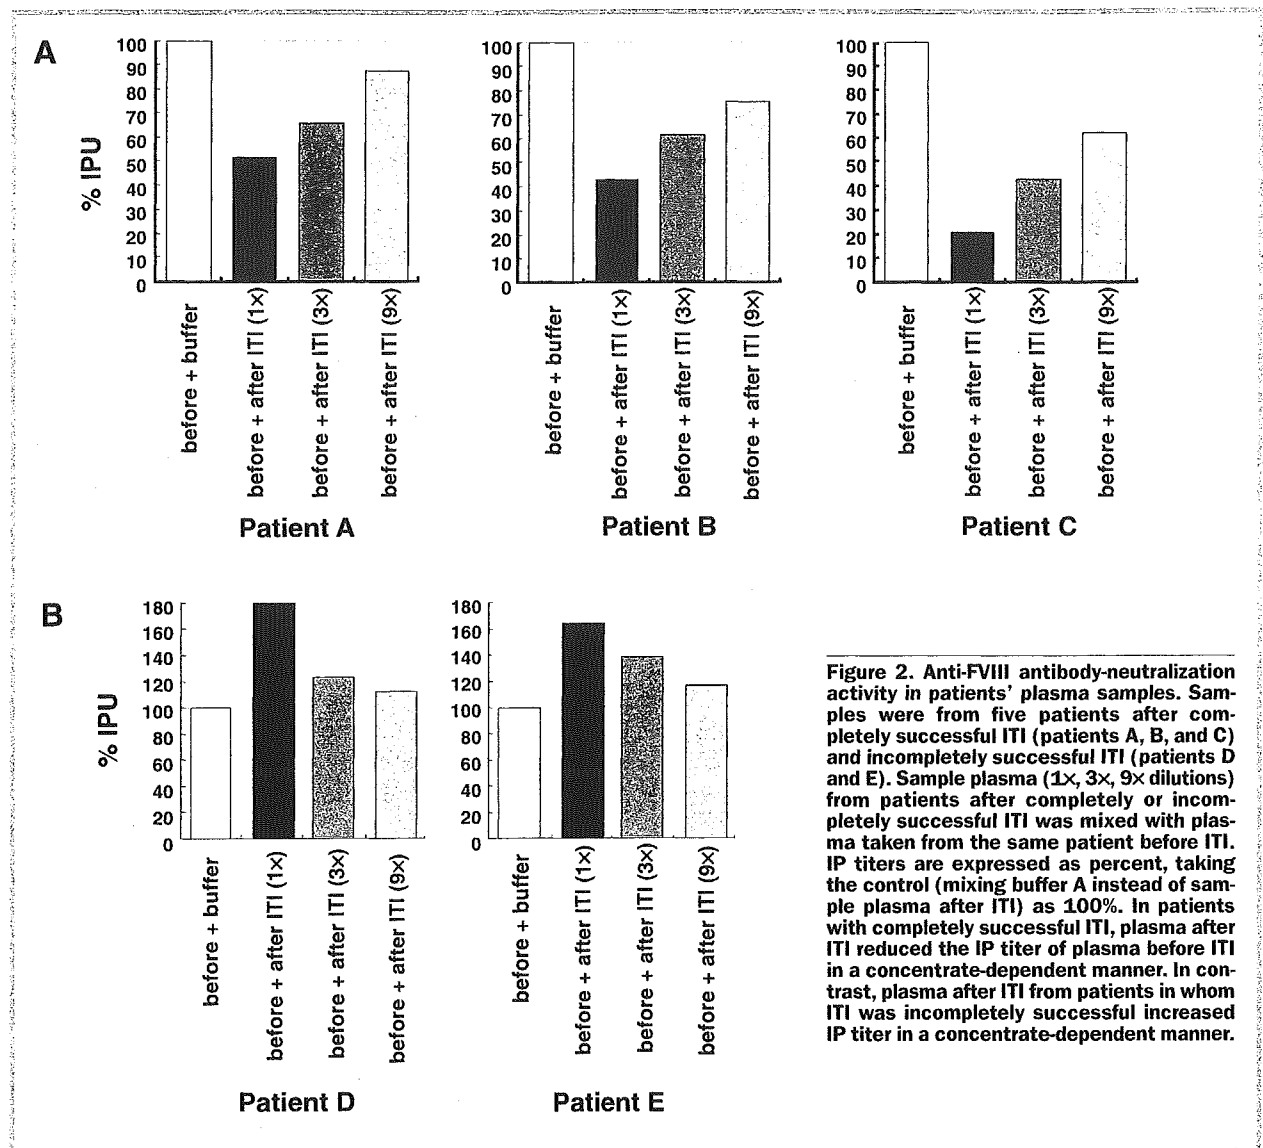 A
100
90
80
70
60
50
40
30
20
10
0
% IPU
before + buffer
before + after ITI (1×)
before + after ITI (3×)
before + after ITI (9×)
Patient A
100
90
80
70
60
50
40
30
20
10
0
before + buffer
before + after ITI (1×)
before + after ITI (3×)
before + after ITI (9×)
Patient B
100
90
80
70
60
50
40
30
20
10
0
before + buffer
before + after ITI (1×)
before + after ITI (3×)
before + after ITI (9×)
Patient C
B
180
160
140
120
100
80
60
40
20
0
% IPU
before + buffer
before + after ITI (1×)
before + after ITI (3×)
before + after ITI (9×)
Patient D
180
160
140
120
100
80
60
40
20
0
before + buffer
before + after ITI (1×)
before + after ITI (3×)
before + after ITI (9×)
Patient E
Figure 2. Anti-FVIII antibody-neutralization
activity in patients' plasma samples. Sam-
ples were from five patients after com-
pletely successful ITI (patients A, B, and C)
and incompletely successful ITI (patients D
and E). Sample plasma (1×, 3×, 9× dilutions)
from patients after completely or incom-
pletely successful ITI was mixed with plas-
ma taken from the same patient before ITI.
IP titers are expressed as percent, taking
the control (mixing buffer A instead of sam-
ple plasma after ITI) as 100%. In patients
with completely successful ITI, plasma after
ITI reduced the IP titer of plasma before ITI
in a concentrate-dependent manner. In con-
trast, plasma after ITI from patients in whom
ITI was incompletely successful increased
IP titer in a concentrate-dependent manner.